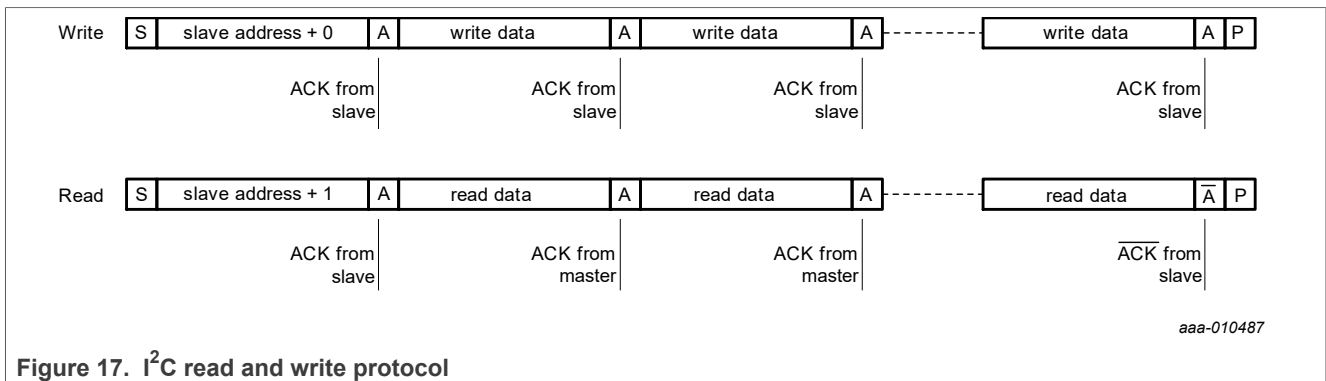 Write S slave address + 0 A write data A write data A write data A P
ACK from slave ACK from slave ACK from slave ACK from slave
Read S slave address + 1 A read data A read data A read data A̅ P
ACK from slave ACK from master ACK from master A̅C̅K̅ from slave
aaa-010487
Figure 17. I²C read and write protocol